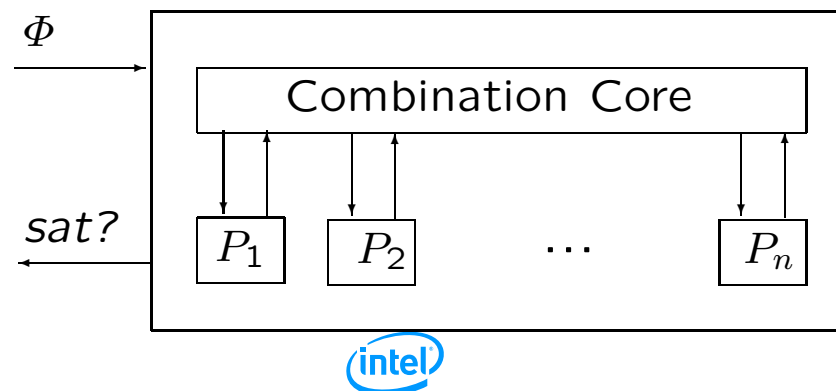 Φ
Combination Core
sat?
P₁ P₂ ... Pₙ
intel